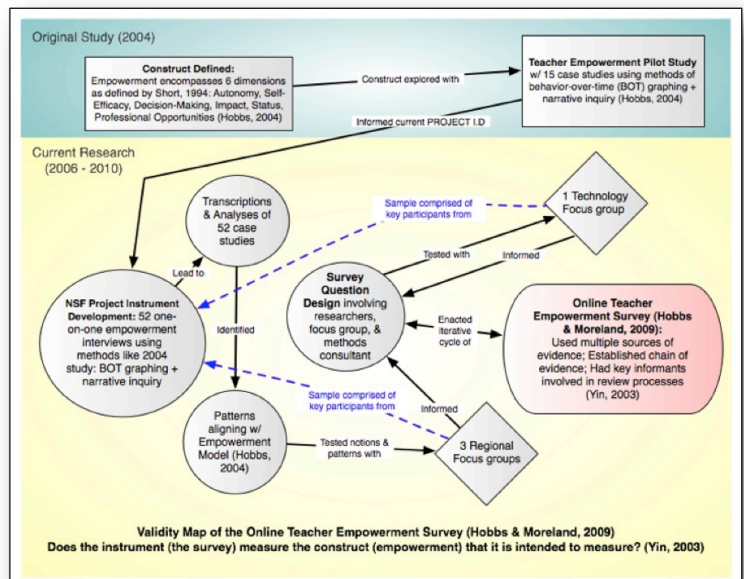 Original Study (2004)
Construct Defined:
Empowerment encompasses 6 dimensions
as defined by Short, 1994: Autonomy, Self-
Efficacy, Decision-Making, Impact, Status,
Professional Opportunities (Hobbs, 2004)
Construct explored with
Teacher Empowerment Pilot Study
w/ 15 case studies using methods of
behavior-over-time (BOT) graphing +
narrative inquiry (Hobbs, 2004)
Informed current PROJECT I.D
Current Research
(2006 - 2010)
Transcriptions
& Analyses of
52 case
studies
Sample comprised of
key participants from
1 Technology
Focus group
Lead to
NSF Project Instrument
Development: 52 one-
on-one empowerment
interviews using
methods like 2004
study: BOT graphing +
narrative inquiry
Tested with
Informed
Survey
Question
Design involving
researchers,
focus group, &
methods
consultant
Enacted
iterative
cycle of
Online Teacher
Empowerment Survey (Hobbs
& Moreland, 2009):
Used multiple sources of
evidence; Established chain of
evidence; Had key informants
involved in review processes
(Yin, 2003)
Identified
Sample comprised of
key participants from
Informed
Patterns
aligning w/
Empowerment
Model (Hobbs,
2004)
Tested notions &
patterns with
3 Regional
Focus groups
Validity Map of the Online Teacher Empowerment Survey (Hobbs & Moreland, 2009)
Does the instrument (the survey) measure the construct (empowerment) that it is intended to measure? (Yin, 2003)